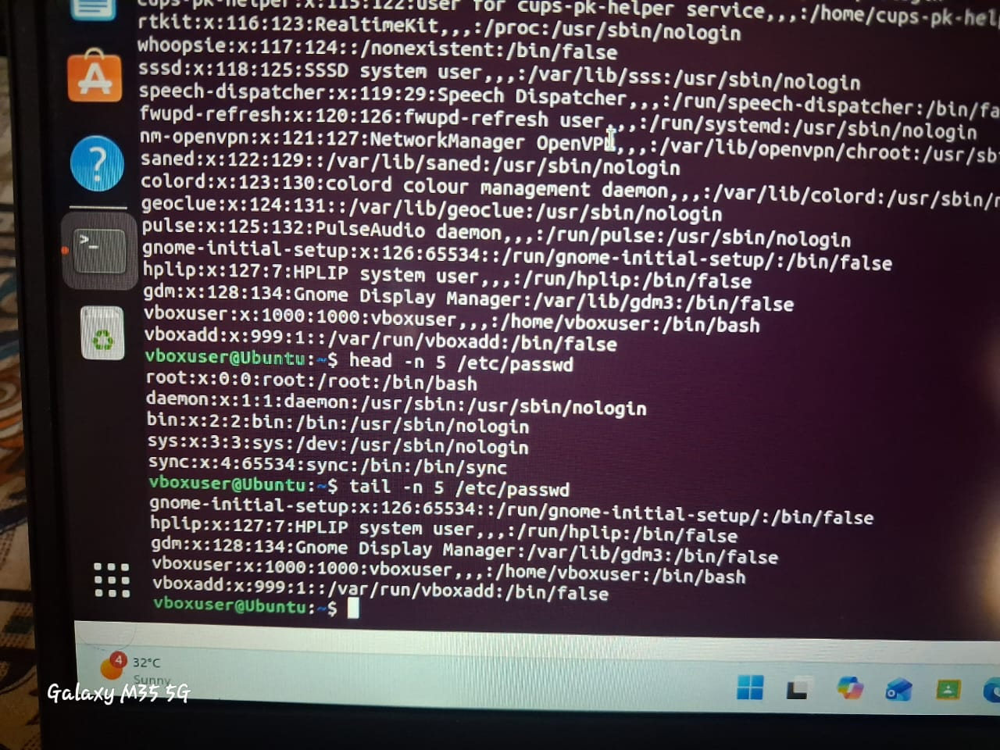 cups-pk-helper:x:115:122:user for cups-pk-helper service,,,:/home/cups-pk-hel
rtkit:x:116:123:RealtimeKit,,,:/proc:/usr/sbin/nologin
whoopsie:x:117:124::/nonexistent:/bin/false
sssd:x:118:125:SSSD system user,,,:/var/lib/sss:/usr/sbin/nologin
speech-dispatcher:x:119:29:Speech Dispatcher,,,:/run/speech-dispatcher:/bin/fa
fwupd-refresh:x:120:126:fwupd-refresh user,,,:/run/systemd:/usr/sbin/nologin
nm-openvpn:x:121:127:NetworkManager OpenVPN,,,:/var/lib/openvpn/chroot:/usr/sb
saned:x:122:129::/var/lib/saned:/usr/sbin/nologin
colord:x:123:130:colord colour management daemon,,,:/var/lib/colord:/usr/sbin/n
geoclue:x:124:131::/var/lib/geoclue:/usr/sbin/nologin
pulse:x:125:132:PulseAudio daemon,,,:/run/pulse:/usr/sbin/nologin
gnome-initial-setup:x:126:65534::/run/gnome-initial-setup/:/bin/false
hplip:x:127:7:HPLIP system user,,,:/run/hplip:/bin/false
gdm:x:128:134:Gnome Display Manager:/var/lib/gdm3:/bin/false
vboxuser:x:1000:1000:vboxuser,,,:/home/vboxuser:/bin/bash
vboxadd:x:999:1::/var/run/vboxadd:/bin/false
vboxuser@Ubuntu:~$ head -n 5 /etc/passwd
root:x:0:0:root:/root:/bin/bash
daemon:x:1:1:daemon:/usr/sbin:/usr/sbin/nologin
bin:x:2:2:bin:/bin:/usr/sbin/nologin
sys:x:3:3:sys:/dev:/usr/sbin/nologin
sync:x:4:65534:sync:/bin:/bin/sync
vboxuser@Ubuntu:~$ tail -n 5 /etc/passwd
gnome-initial-setup:x:126:65534::/run/gnome-initial-setup/:/bin/false
hplip:x:127:7:HPLIP system user,,,:/run/hplip:/bin/false
gdm:x:128:134:Gnome Display Manager:/var/lib/gdm3:/bin/false
vboxuser:x:1000:1000:vboxuser,,,:/home/vboxuser:/bin/bash
vboxadd:x:999:1::/var/run/vboxadd:/bin/false
vboxuser@Ubuntu:~$
4
32°C
Sunny
Galaxy M35 5G